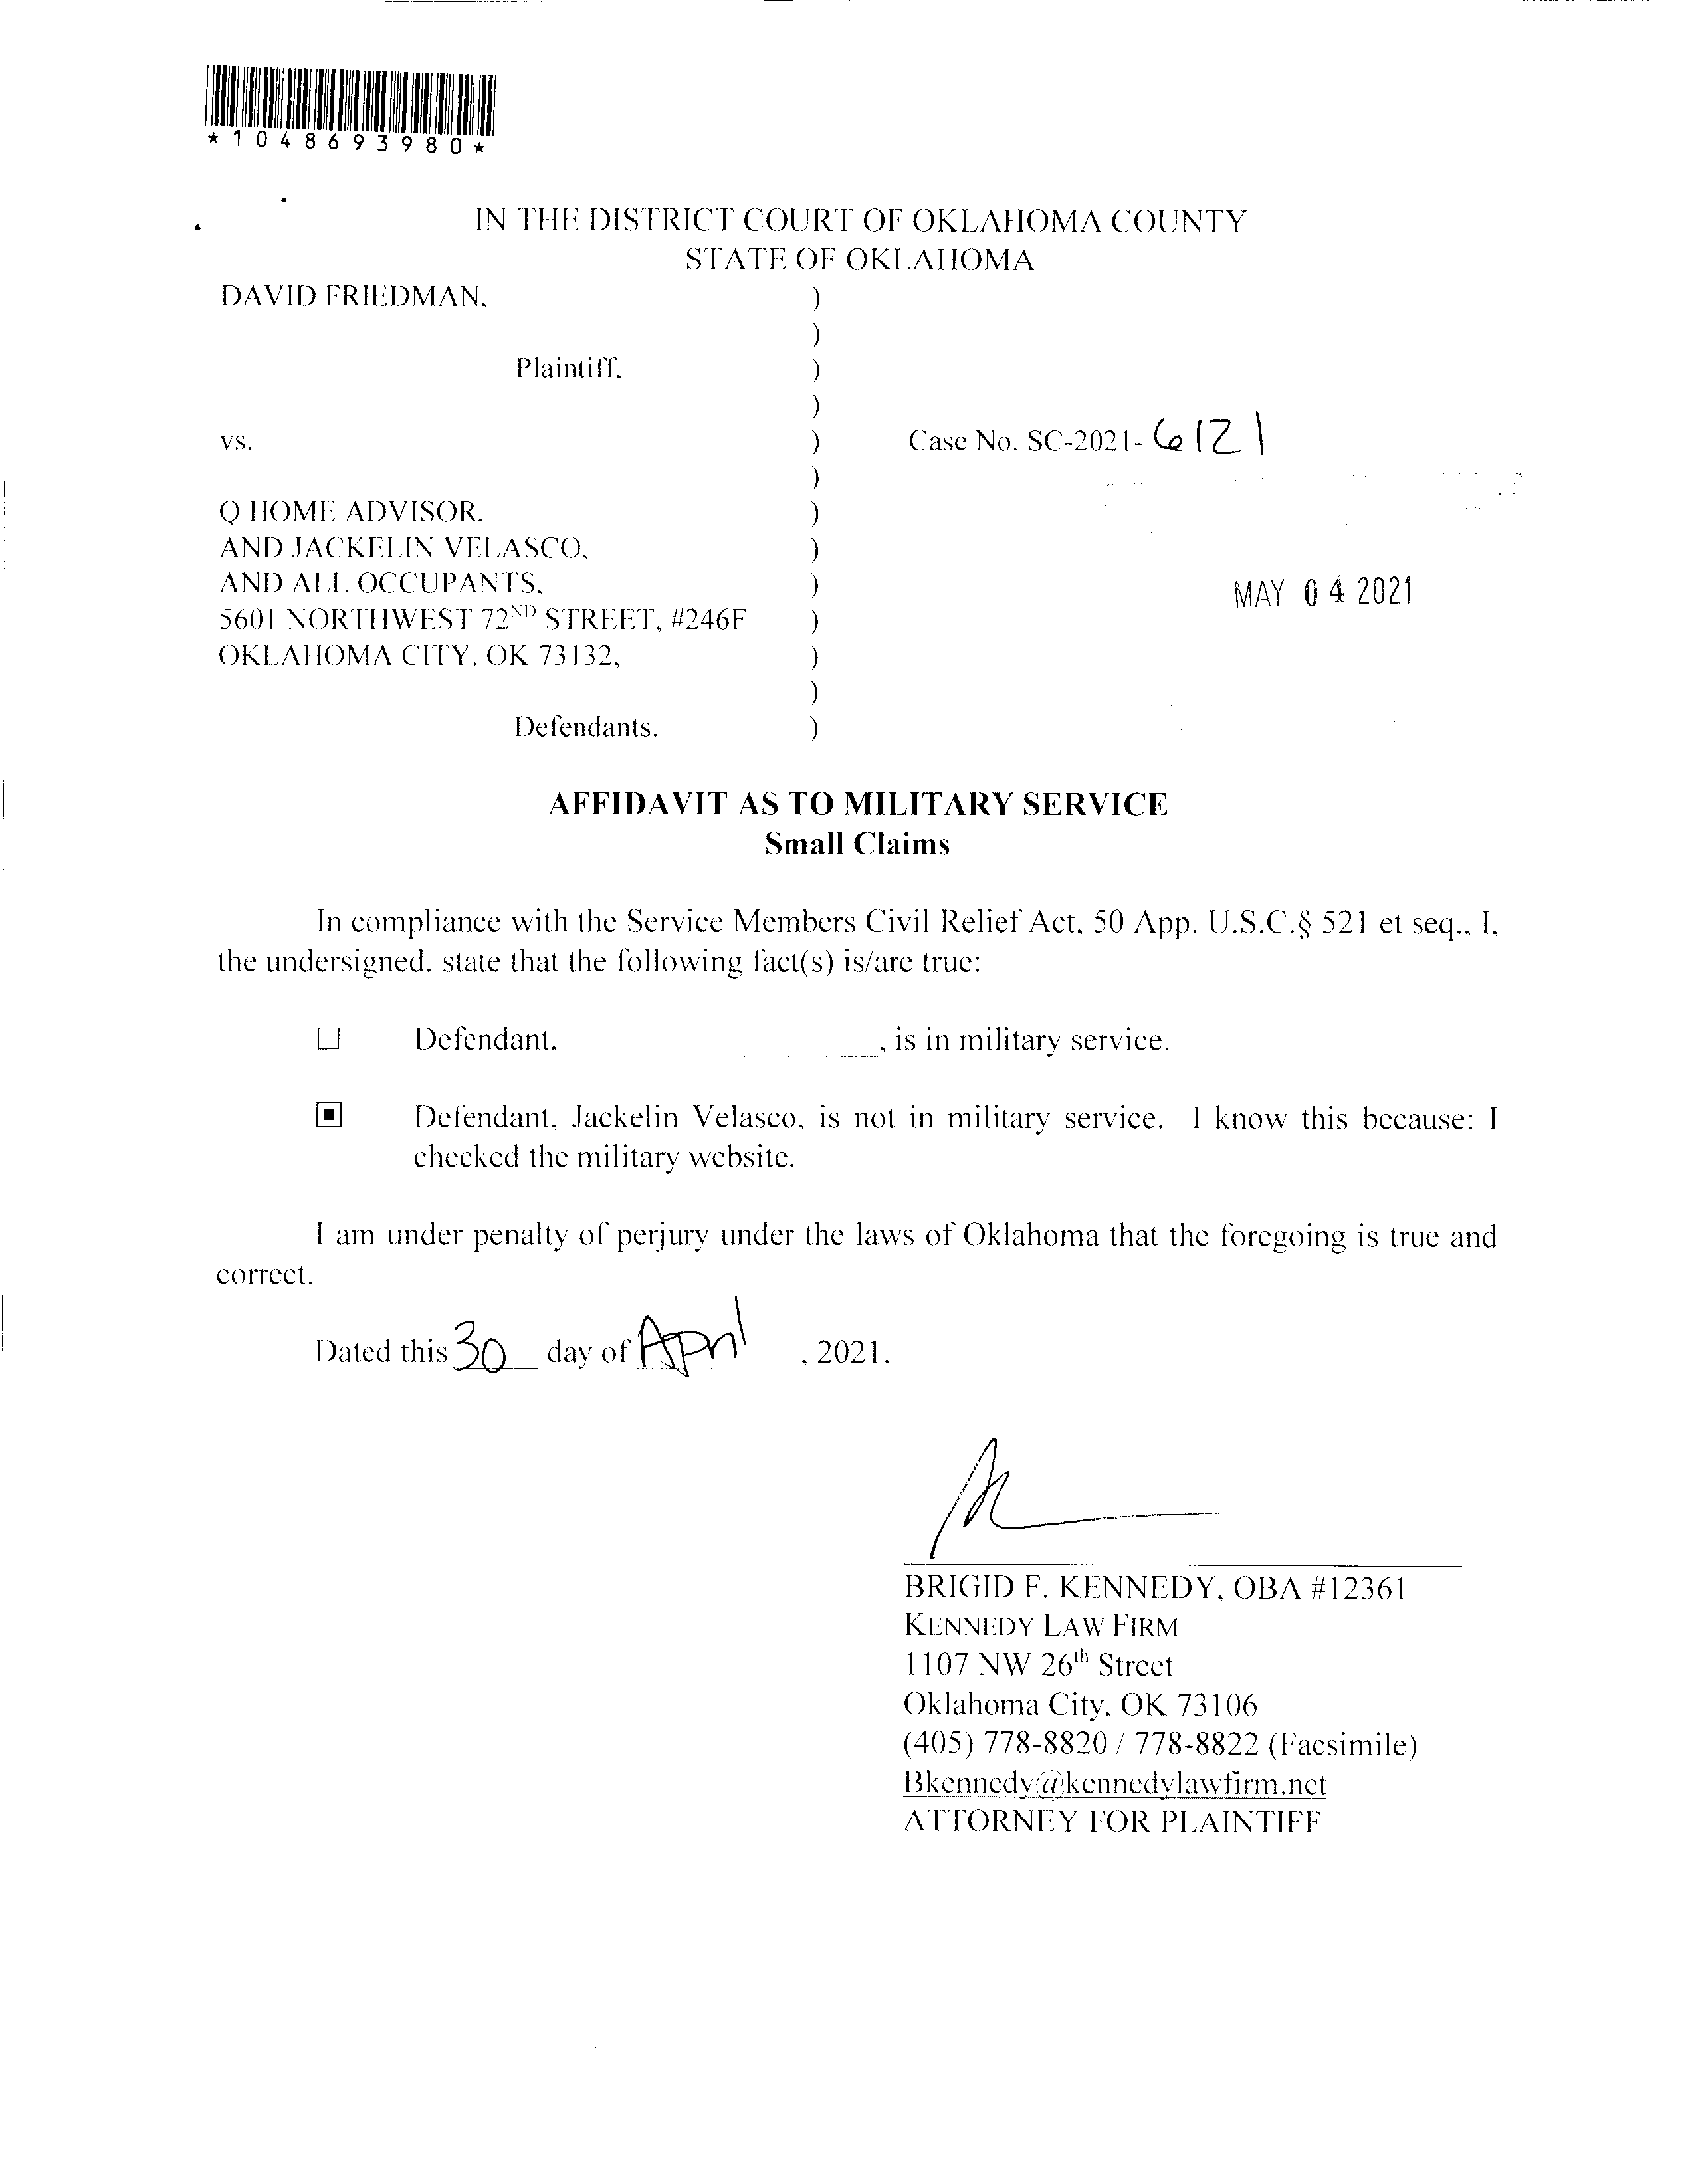 *1048693980*
IN THE DISTRICT COURT OF OKLAHOMA COUNTY
STATE OF OKLAHOMA
DAVID FRIEDMAN, )
)
Plaintiff, )
)
vs. ) Case No. SC-2021- 6121
)
Q HOME ADVISOR, )
AND JACKELIN VELASCO, )
AND ALL OCCUPANTS, )
MAY 04 2021
5601 NORTHWEST 72ND STREET, #246F )
OKLAHOMA CITY, OK 73132, )
)
Defendants. )
AFFIDAVIT AS TO MILITARY SERVICE
Small Claims
In compliance with the Service Members Civil Relief Act, 50 App. U.S.C.§ 521 et seq., I,
the undersigned, state that the following fact(s) is/are true:
☐ Defendant, , is in military service.
▣ Defendant, Jackelin Velasco, is not in military service. I know this because: I
checked the military website.
I am under penalty of perjury under the laws of Oklahoma that the foregoing is true and
correct.
Dated this 30 day of April , 2021.
BRIGID F. KENNEDY, OBA #12361
KENNEDY LAW FIRM
1107 NW 26th Street
Oklahoma City, OK 73106
(405) 778-8820 / 778-8822 (Facsimile)
Bkennedy@kennedylawfirm.net
ATTORNEY FOR PLAINTIFF